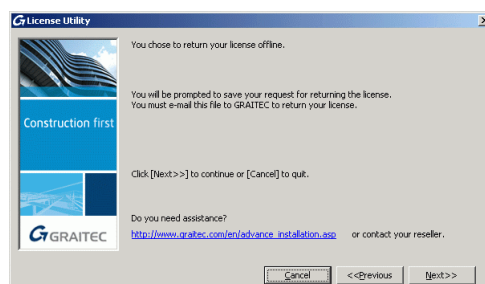 License Utility
You chose to return your license offline.
You will be prompted to save your request for returning the license.
You must e-mail this file to GRAITEC to return your license.
Construction first
Click [Next>>] to continue or [Cancel] to quit.
Do you need assistance?
http://www.graitec.com/en/advance_installation.asp or contact your reseller.
GRAITEC
Cancel <<Previous Next>>